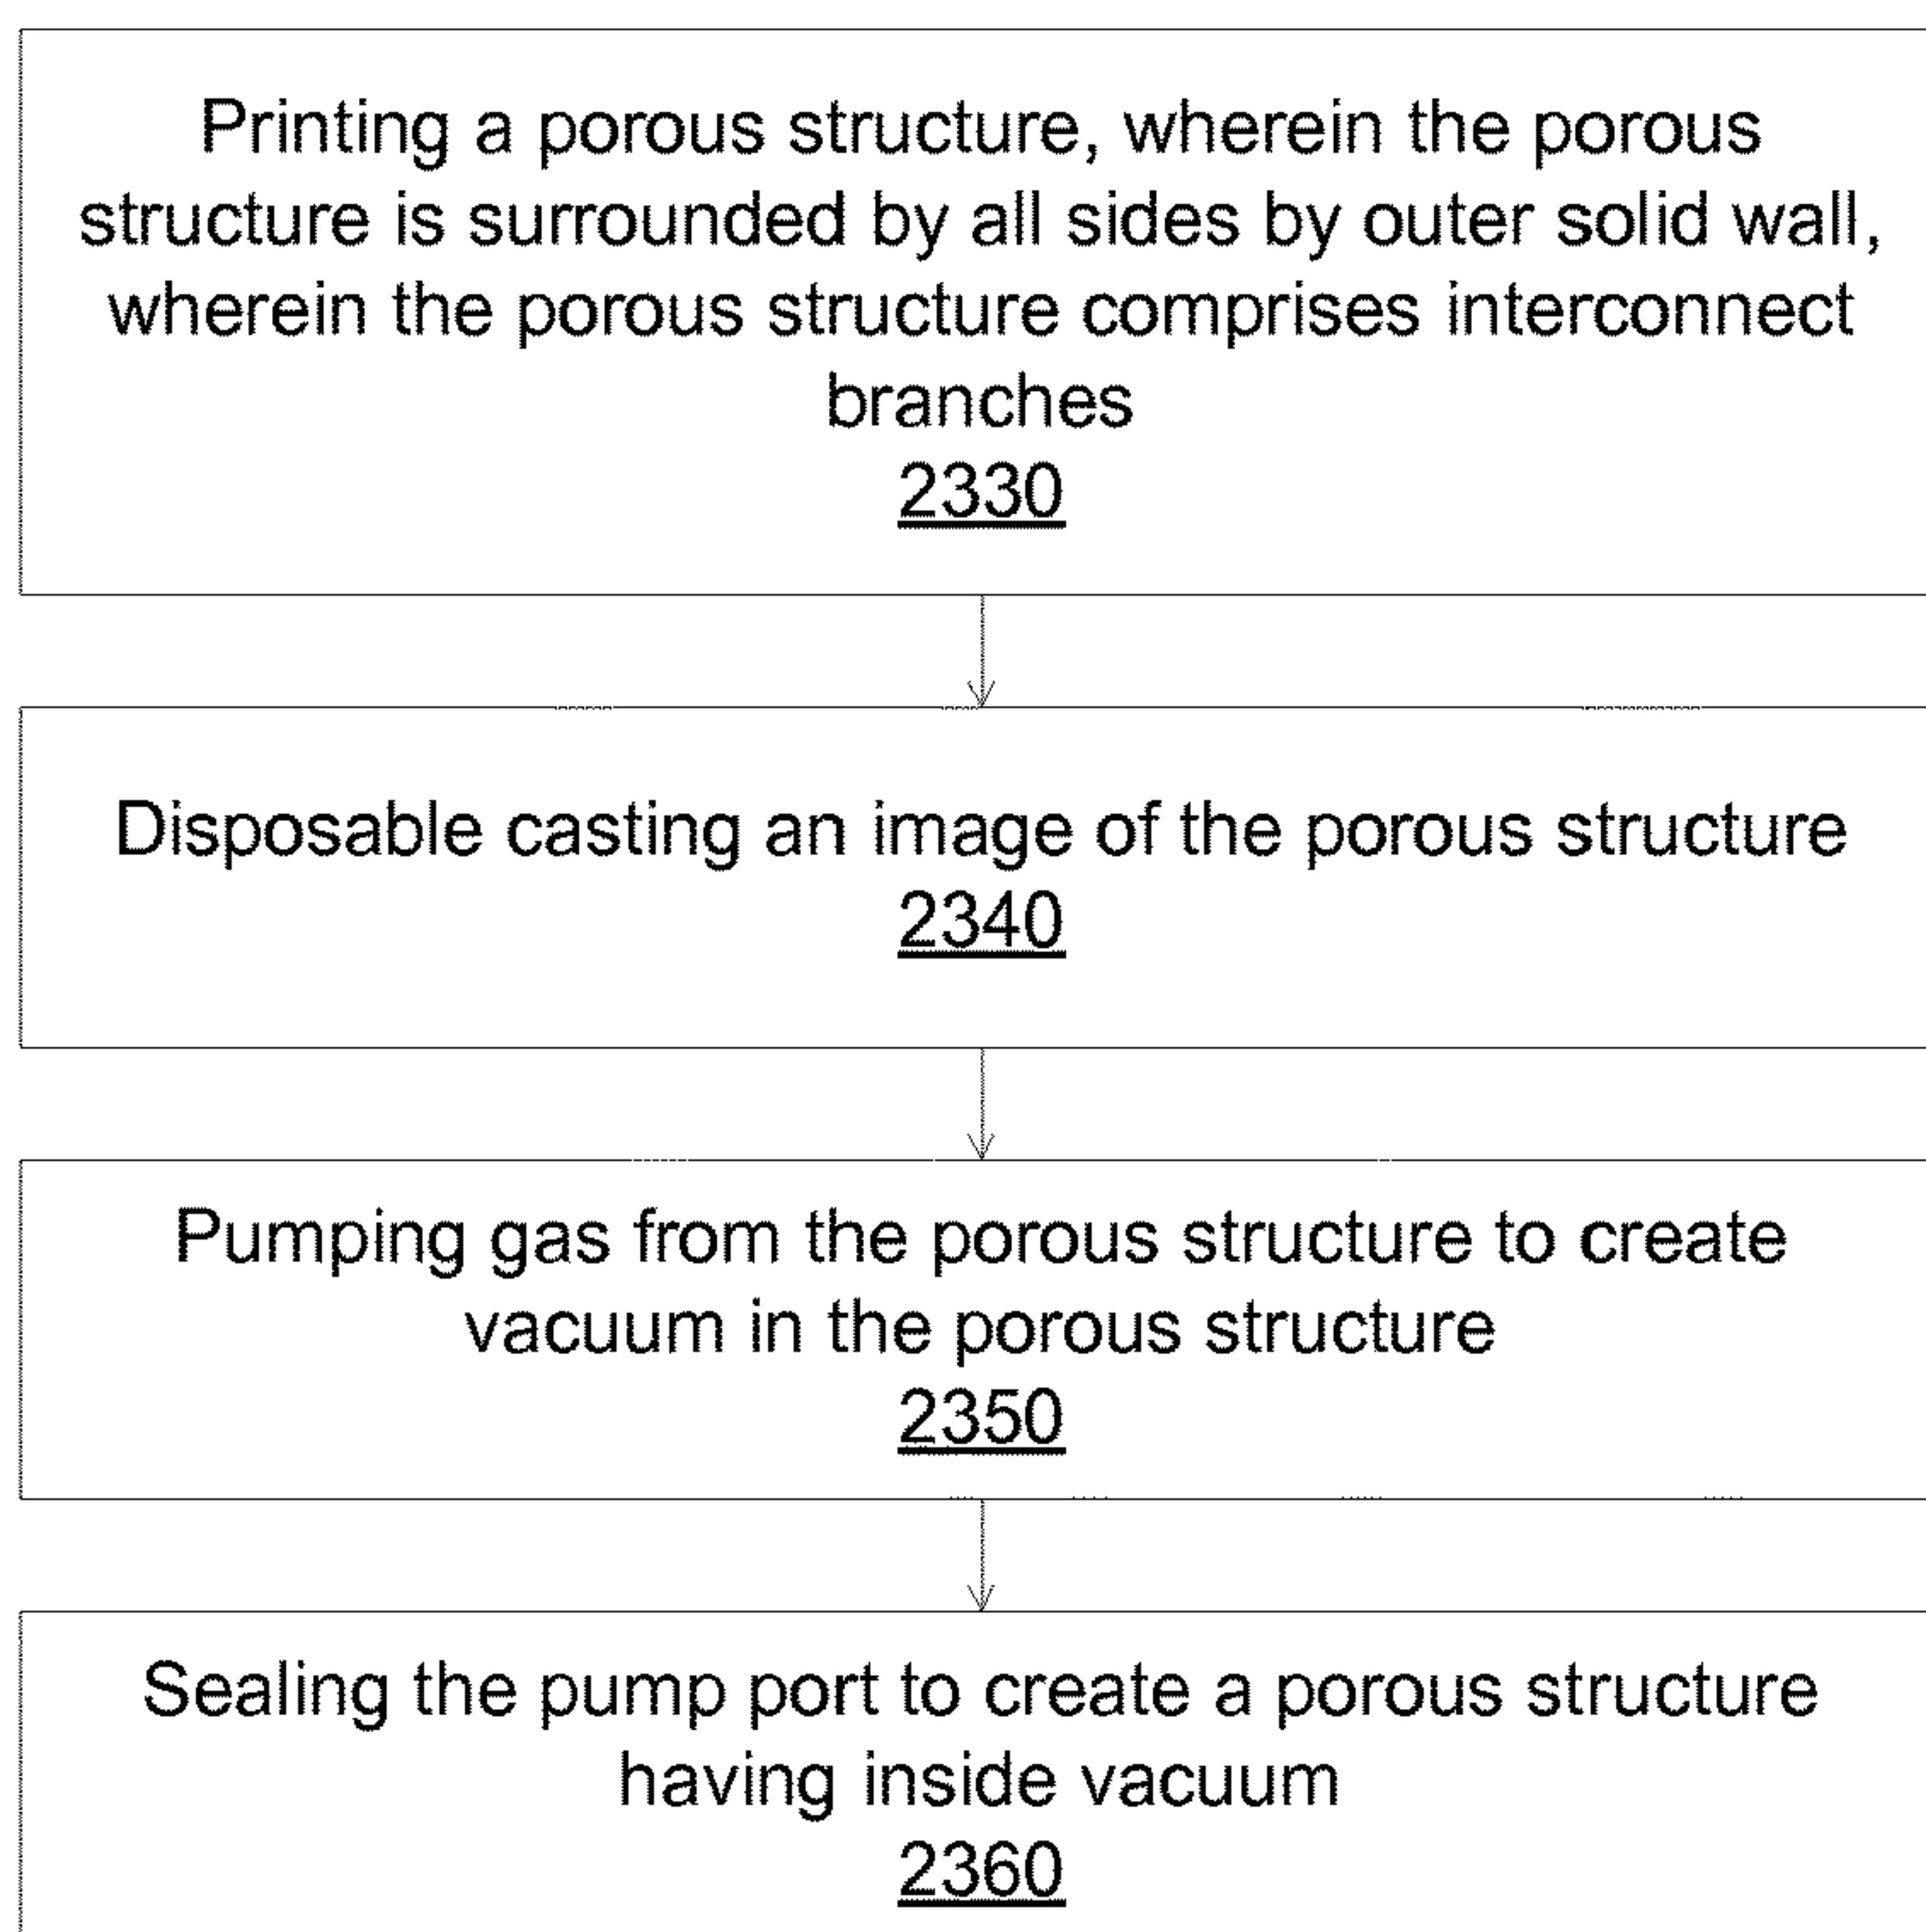 Printing a porous structure, wherein the porous
structure is surrounded by all sides by outer solid wall,
wherein the porous structure comprises interconnect
branches
2330
Disposable casting an image of the porous structure
2340
Pumping gas from the porous structure to create
vacuum in the porous structure
2350
Sealing the pump port to create a porous structure
having inside vacuum
2360